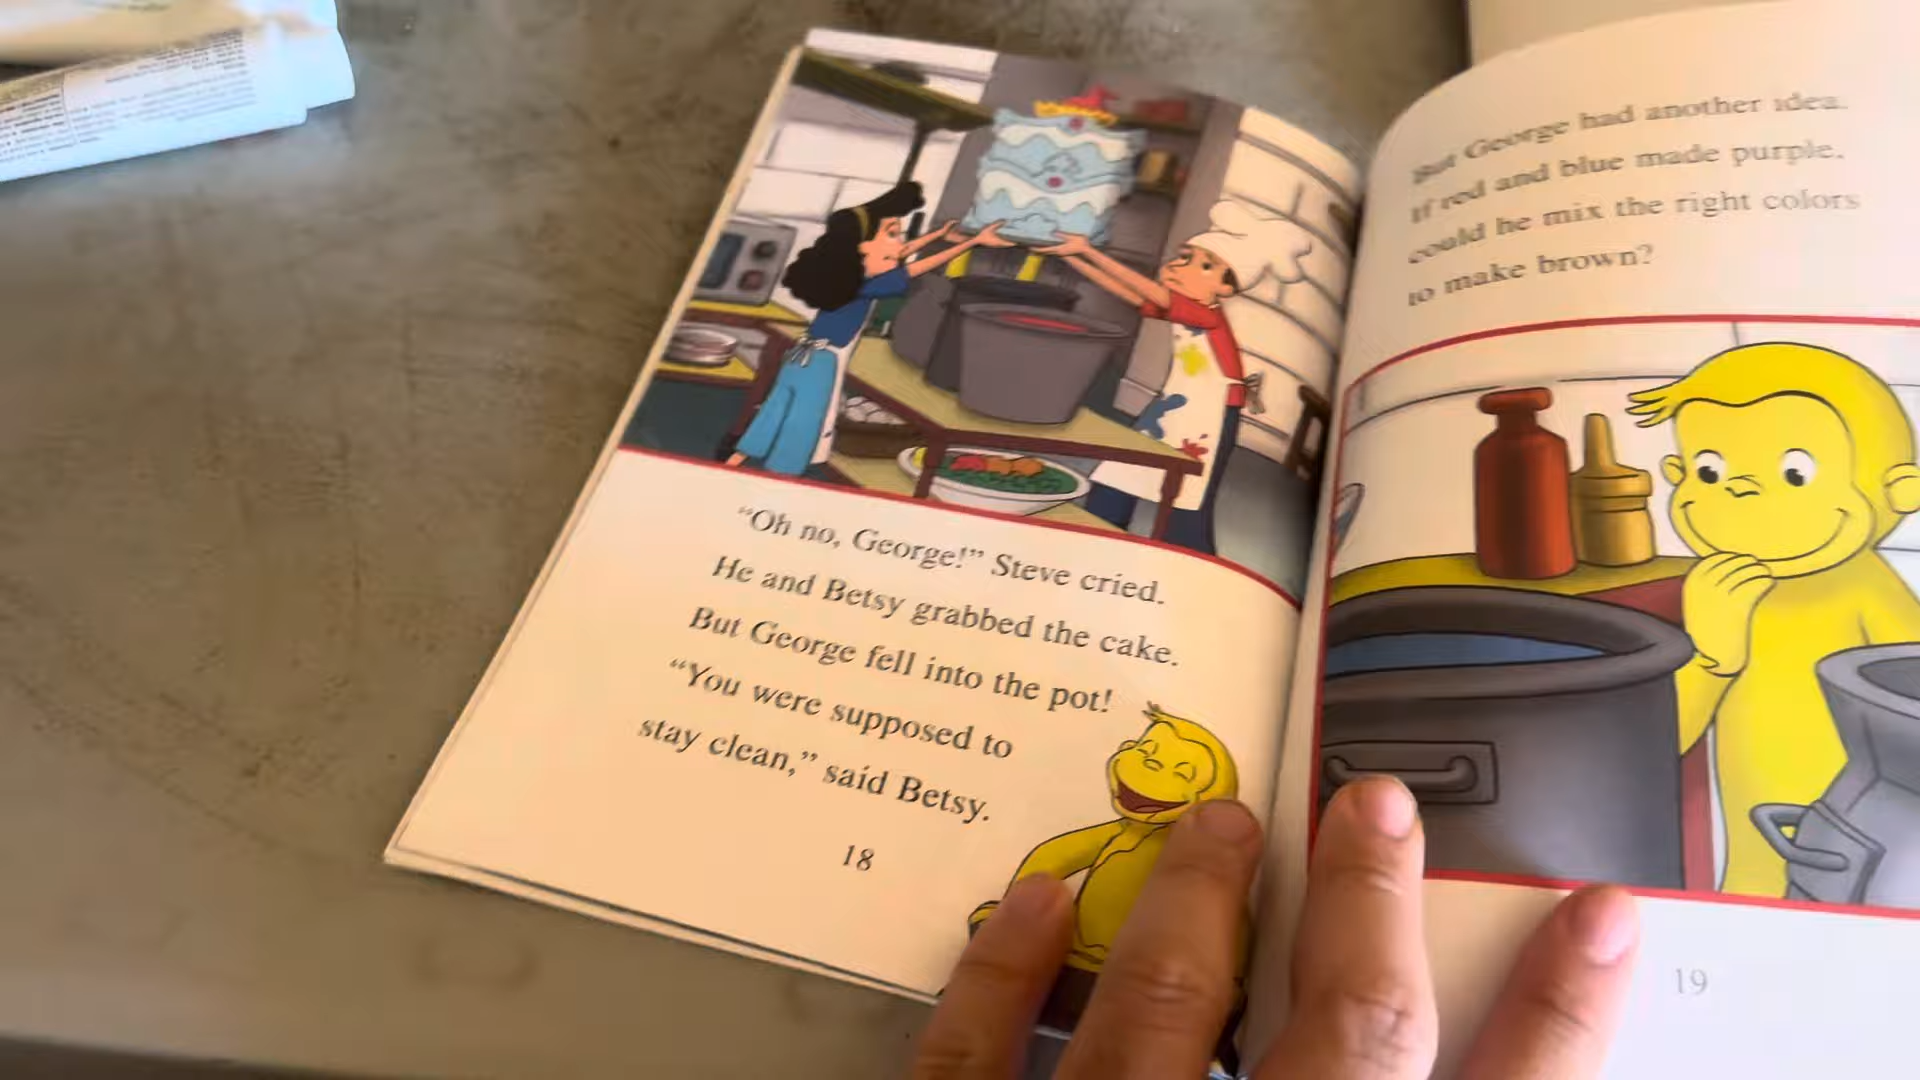 “Oh no, George!” Steve cried.
He and Betsy grabbed the cake.
But George fell into the pot!
“You were supposed to
stay clean,” said Betsy.
18
But George had another idea.
If red and blue made purple,
could he mix the right colors
to make brown?
19